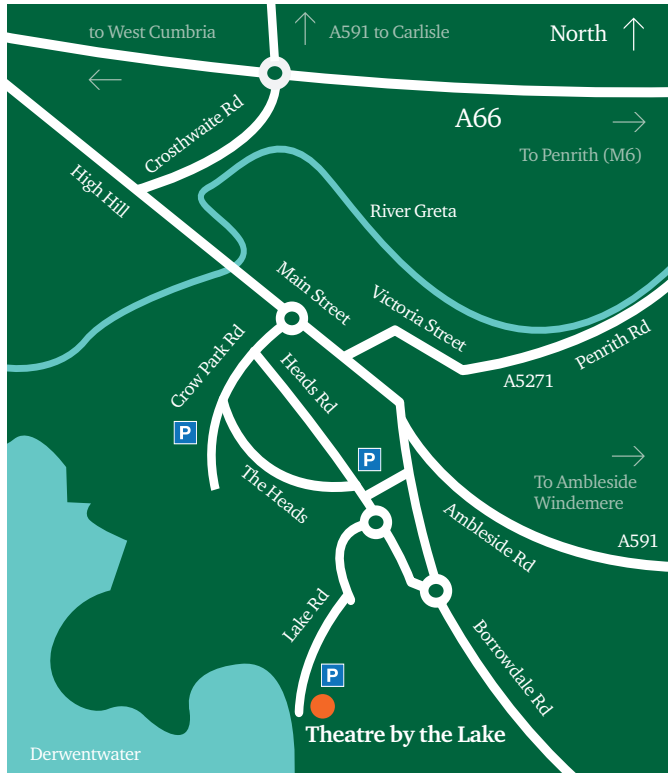 to West Cumbria
A591 to Carlisle
North
A66
Crosthwaite Rd
To Penrith (M6)
High Hill
River Greta
Main Street
Victoria Street
Penrith Rd
Crow Park Rd
Heads Rd
A5271
P
P
The Heads
To Ambleside
Windemere
Ambleside Rd
A591
Lake Rd
Borrowdale Rd
P
Theatre by the Lake
Derwentwater